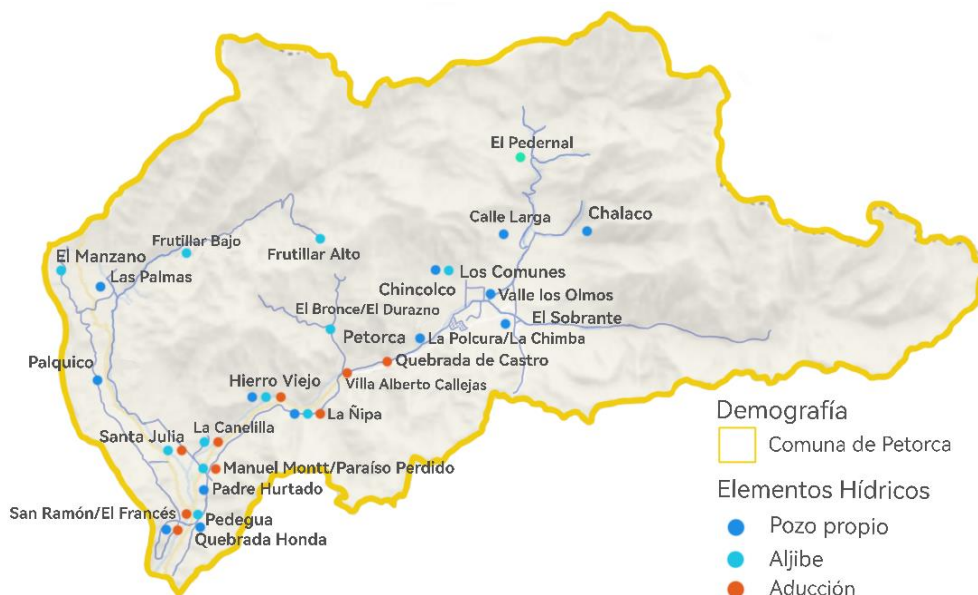 El Pedernal
Calle Larga
Chalaco
Frutillar Bajo
Frutillar Alto
El Manzano
Las Palmas
Los Comunes
Chincolco
Valle los Olmos
El Bronce/El Durazno
El Sobrante
Petorca
La Polcura/La Chimba
Palquico
Quebrada de Castro
Hierro Viejo
Villa Alberto Callejas
La Ñipa
La Canelilla
Santa Julia
Manuel Montt/Paraíso Perdido
Padre Hurtado
San Ramón/El Francés
Pedegua
Quebrada Honda
Demografía
Comuna de Petorca
Elementos Hídricos
Pozo propio
Aljibe
Aducción